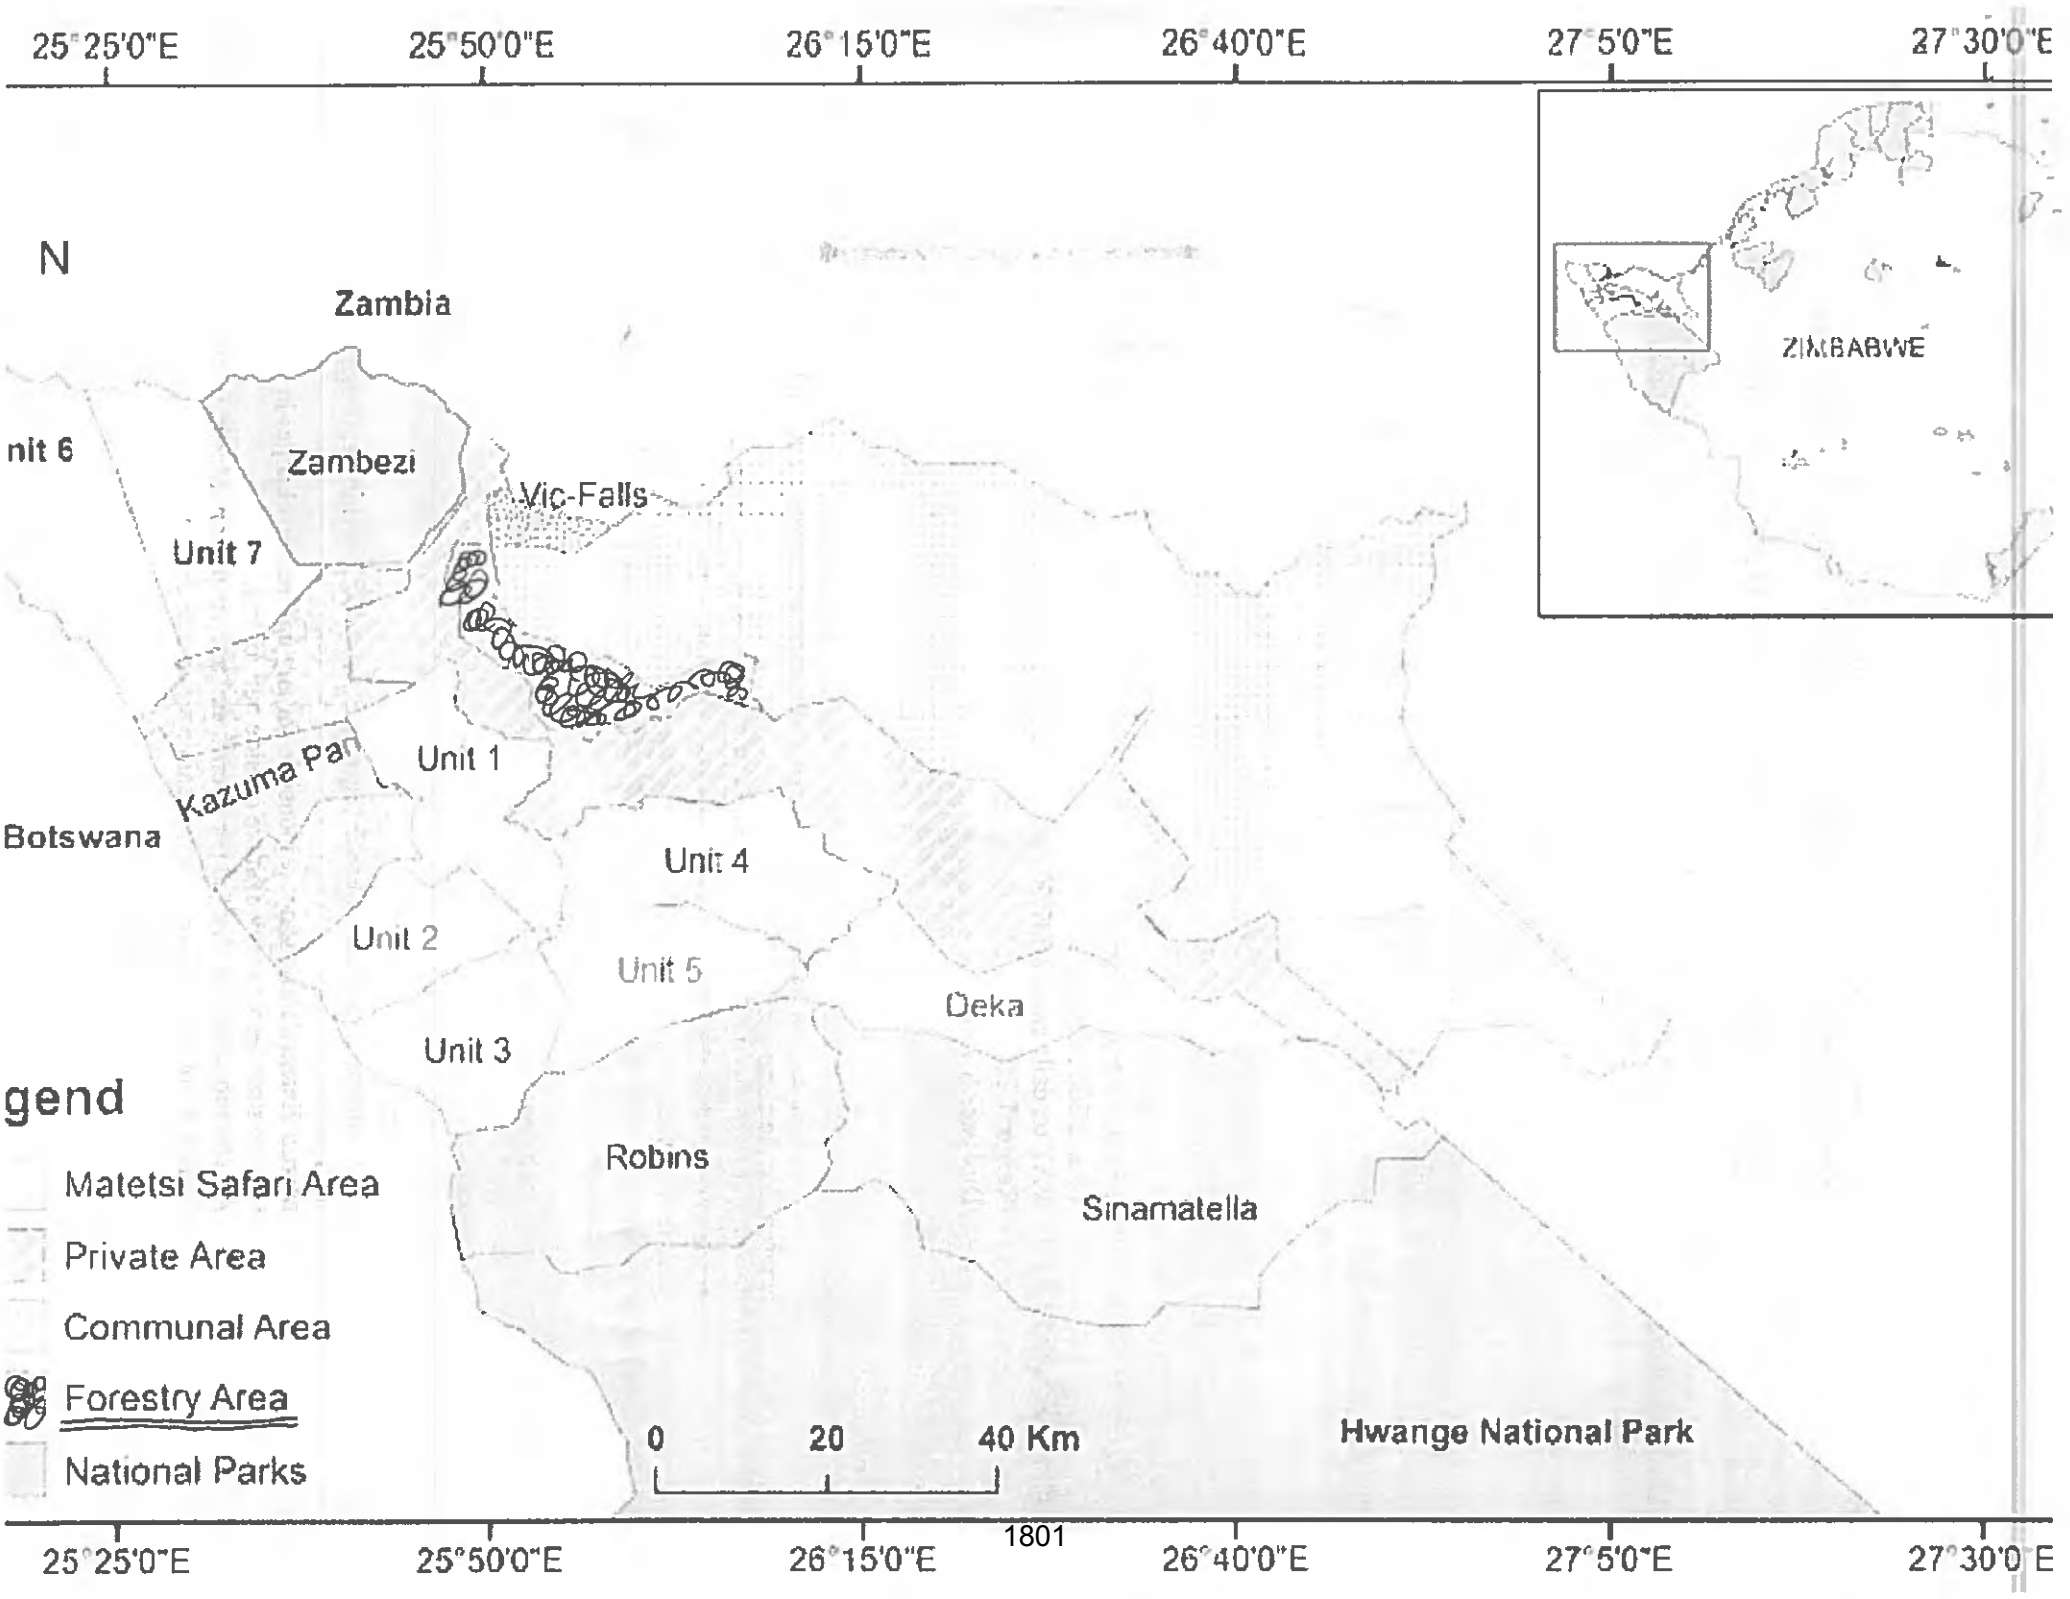 25°25'0"E 25°50'0"E 26°15'0"E 26°40'0"E 27°5'0"E 27°30'0"E
N
Zambia
ZIMBABWE
nit 6
Zambezi
Vic-Falls
Unit 7
Unit 1
Kazuma Pan
Botswana
Unit 4
Unit 2
Unit 5
Deka
Unit 3
gend
Robins
Matetsi Safari Area
Sinamatella
Private Area
Communal Area
Forestry Area
0 20 40 Km
Hwange National Park
National Parks
1801
25°25'0"E 25°50'0"E 26°15'0"E 26°40'0"E 27°5'0"E 27°30'0"E